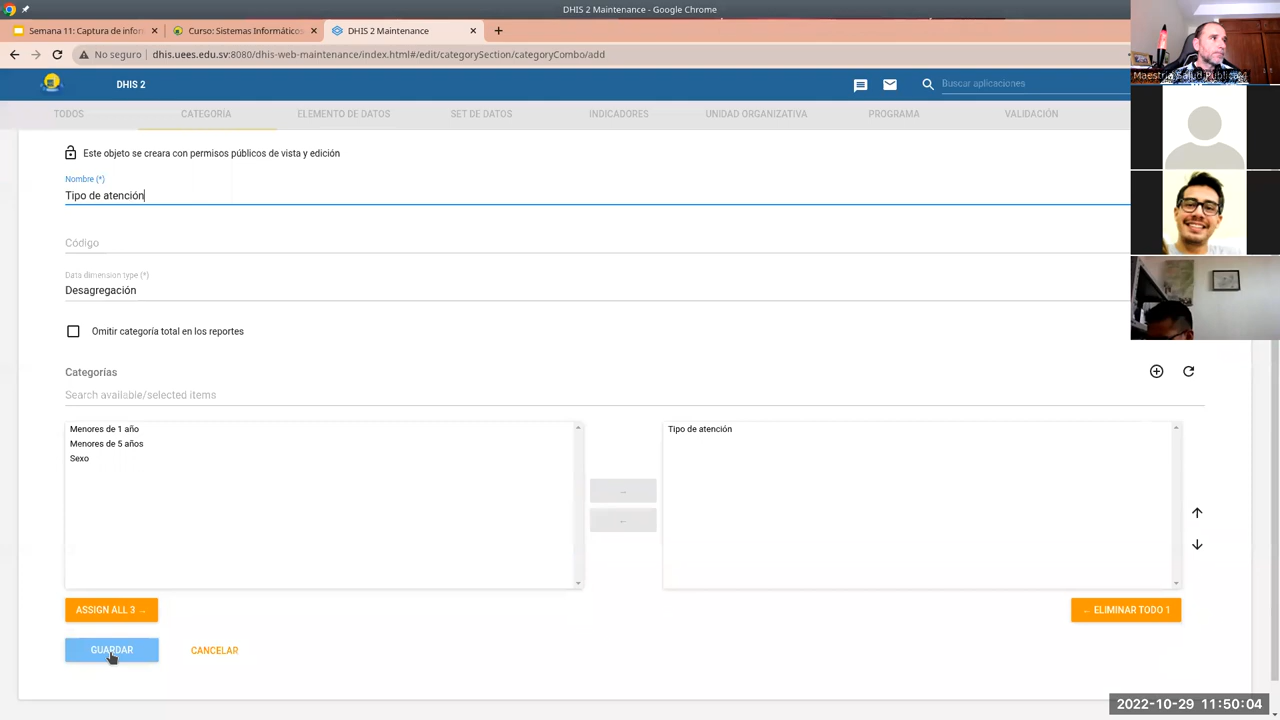 DHIS 2 Maintenance - Google Chrome
Semana 11: Captura de infor
Curso: Sistemas Informáticos
DHIS 2 Maintenance
No seguro
dhis.uees.edu.sv:8080/dhis-web-maintenance/index.html#/edit/categorySection/categoryCombo/add
Maestria Salud Publica
DHIS 2
Buscar aplicaciones
TODOS
CATEGORÍA
ELEMENTO DE DATOS
SET DE DATOS
INDICADORES
UNIDAD ORGANIZATIVA
PROGRAMA
VALIDACIÓN
Este objeto se creara con permisos públicos de vista y edición
Nombre (*)
Tipo de atención
Código
Data dimension type (*)
Desagregación
Omitir categoría total en los reportes
Categorías
Search available/selected items
Menores de 1 año
Menores de 5 años
Sexo
Tipo de atención
→
←
ASSIGN ALL 3 →
← ELIMINAR TODO 1
GUARDAR
CANCELAR
2022-10-29 11:50:04